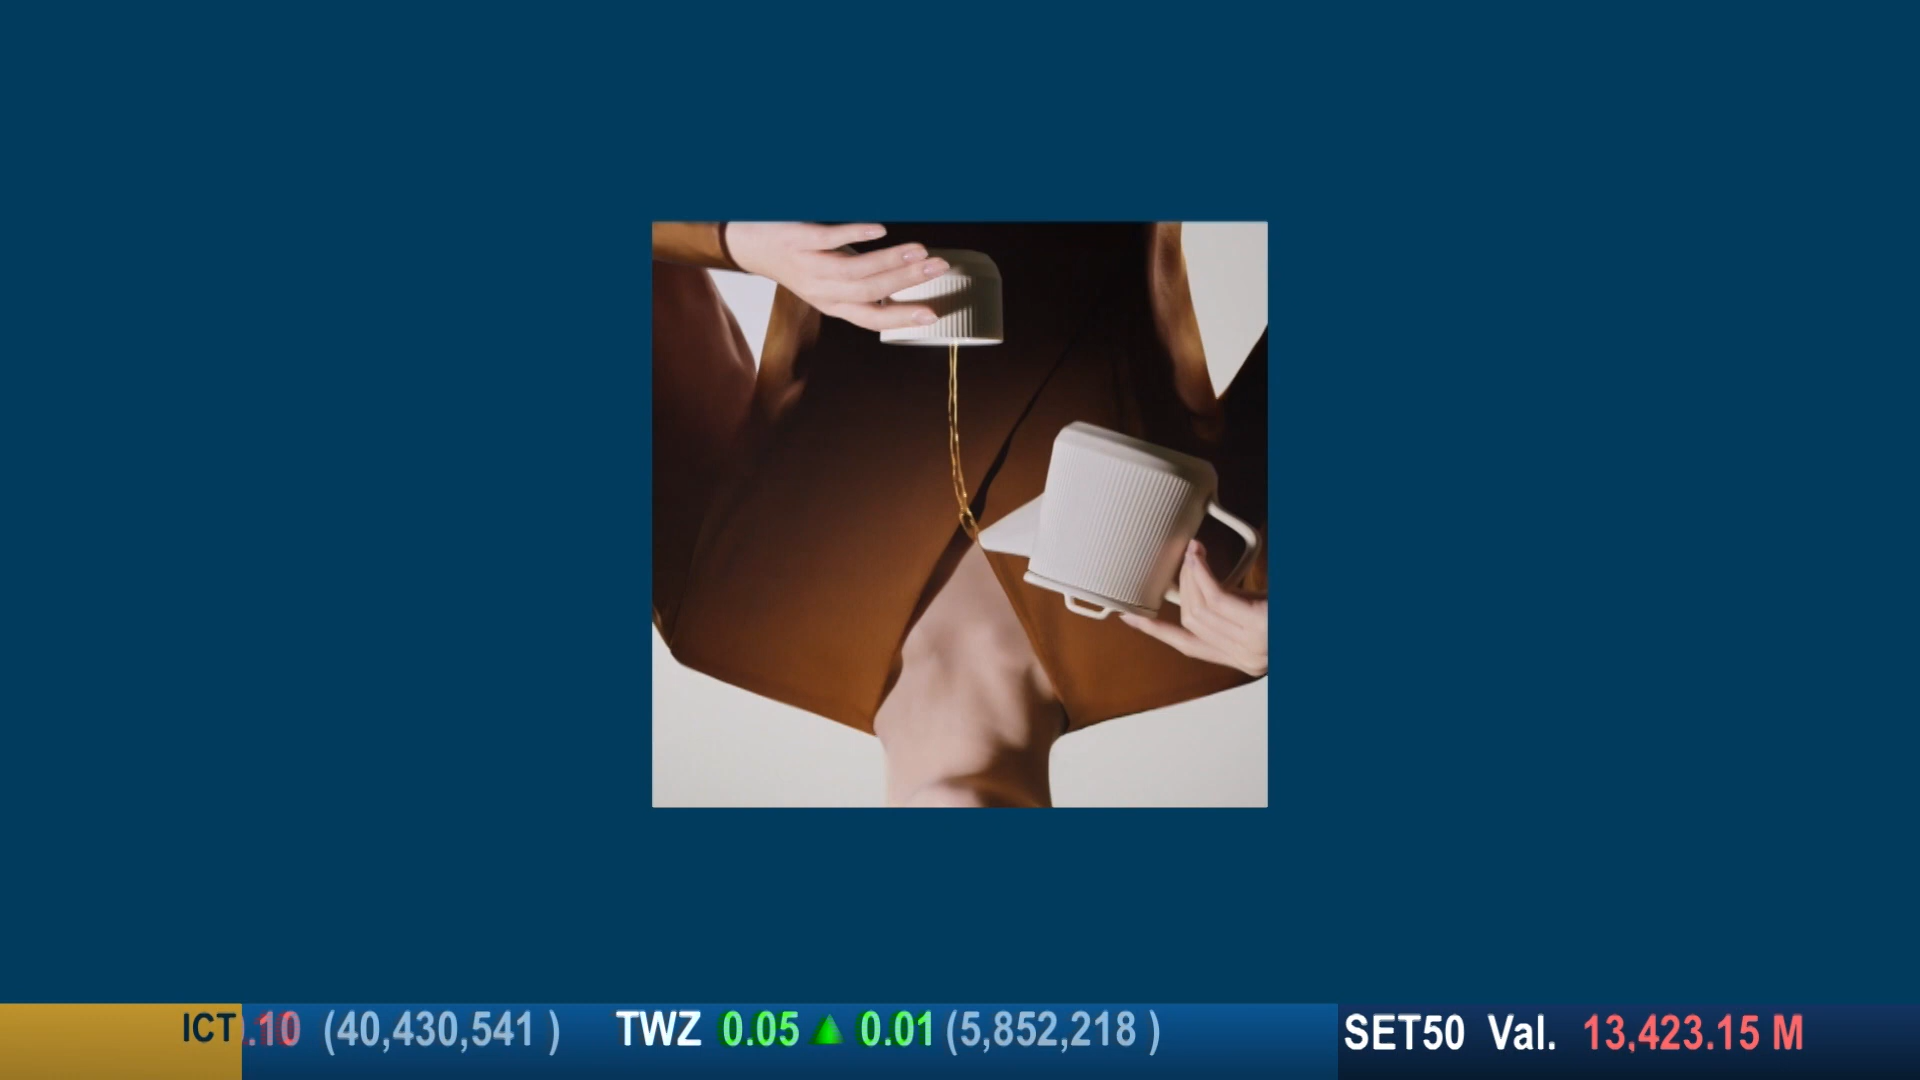 ICT .10 (40,430,541 ) TWZ 0.05 ▲ 0.01 (5,852,218 ) SET50 Val. 13,423.15 M